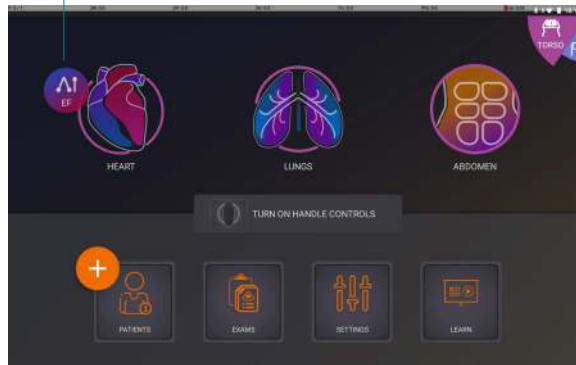 TORSO
AI
EF
HEART
LUNGS
ABDOMEN
TURN ON HANDLE CONTROLS
+
PATIENTS
EXAMS
SETTINGS
LEARN